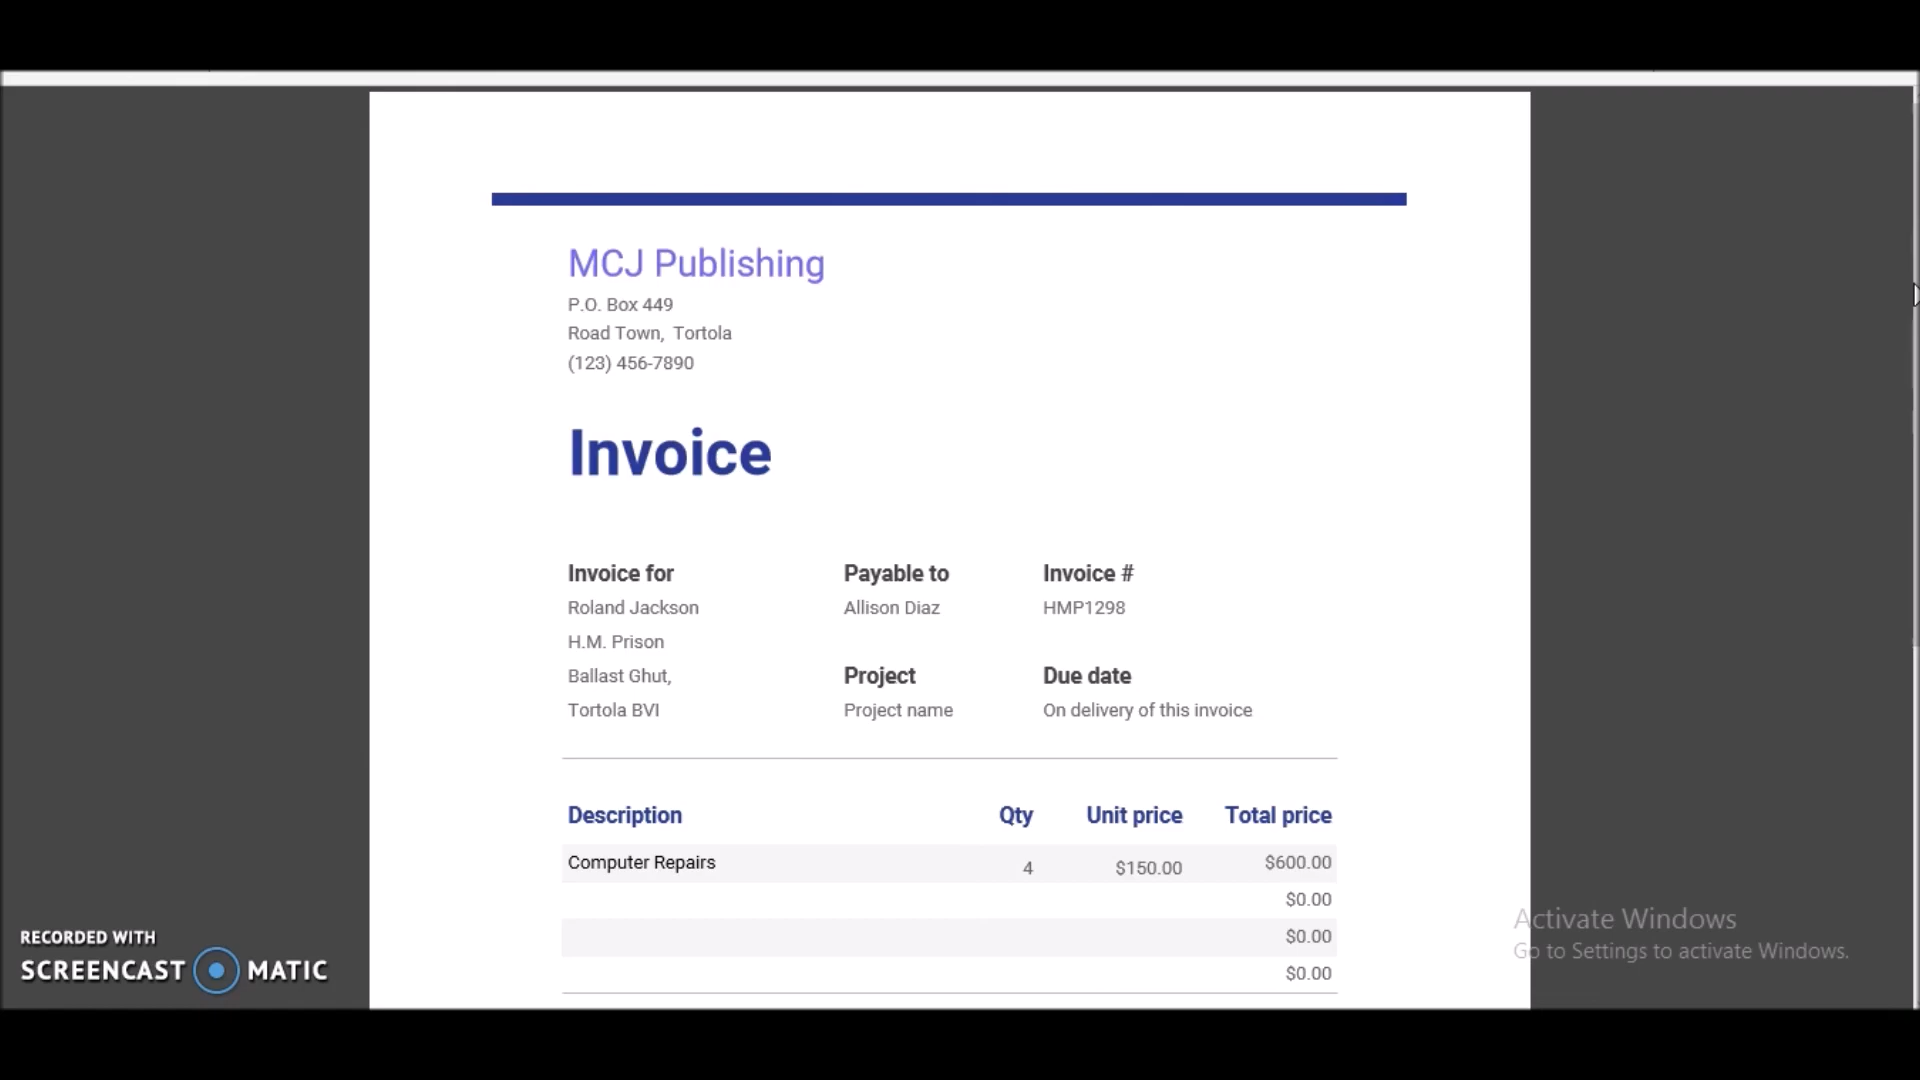 MCJ Publishing
P.O. Box 449
Road Town,  Tortola
(123) 456-7890
Invoice
Invoice for Payable to Invoice #
Roland Jackson Allison Diaz HMP1298
H.M. Prison
Ballast Ghut, Project Due date
Tortola BVI Project name On delivery of this invoice
Description Qty Unit price Total price
Computer Repairs 4 $150.00 $600.00
$0.00
$0.00
$0.00
Activate Windows
Go to Settings to activate Windows.
RECORDED WITH
SCREENCAST MATIC